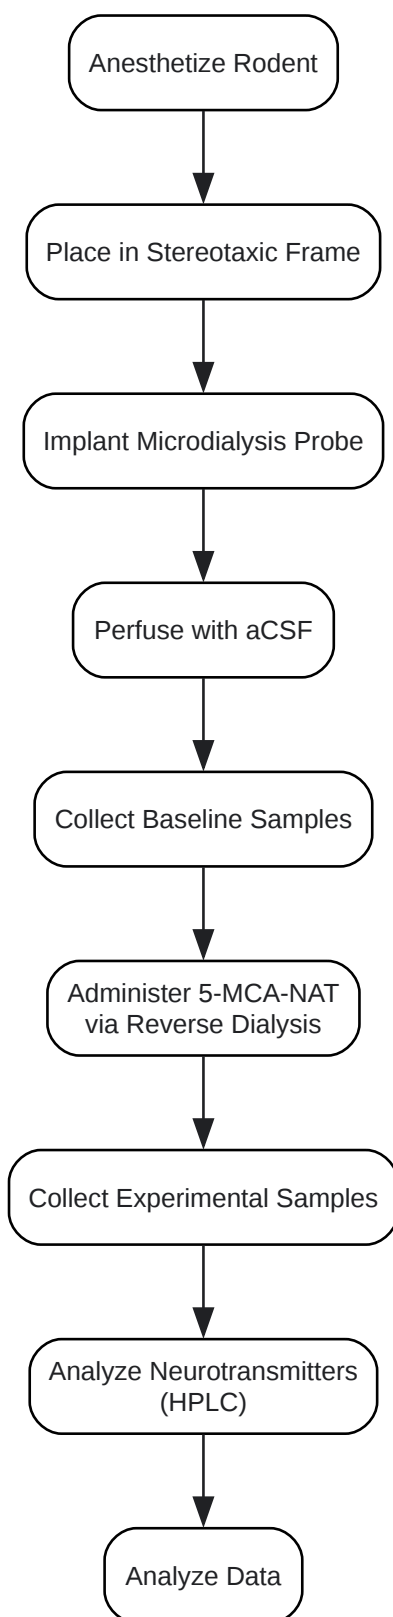 Anesthetize Rodent
Place in Stereotaxic Frame
Implant Microdialysis Probe
Perfuse with aCSF
Collect Baseline Samples
Administer 5-MCA-NAT
via Reverse Dialysis
Collect Experimental Samples
Analyze Neurotransmitters
(HPLC)
Analyze Data